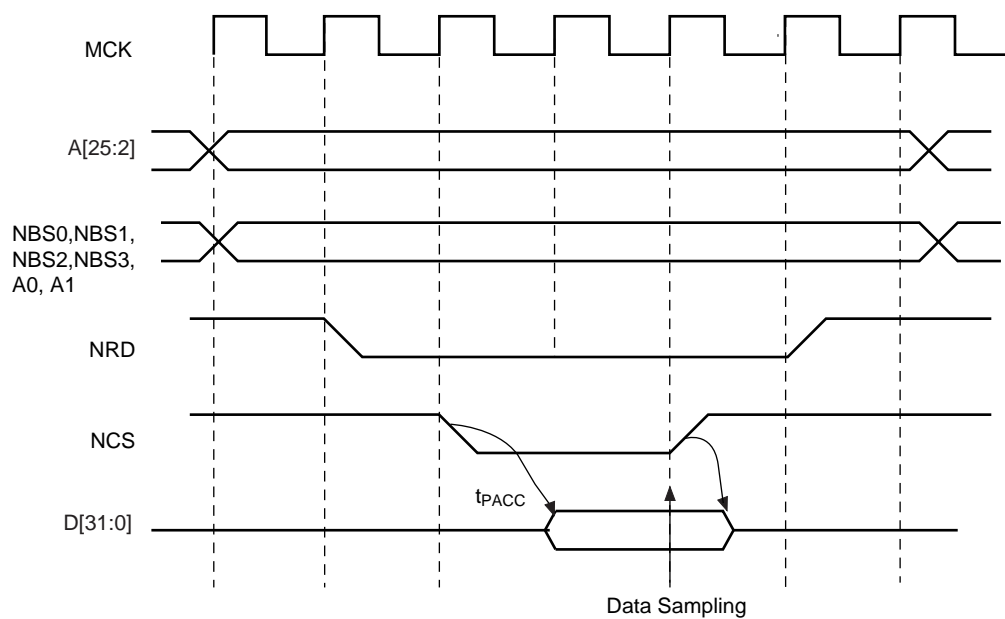 MCK
A[25:2]
NBS0,NBS1,
NBS2,NBS3,
A0, A1
NRD
NCS
tPACC
D[31:0]
Data Sampling